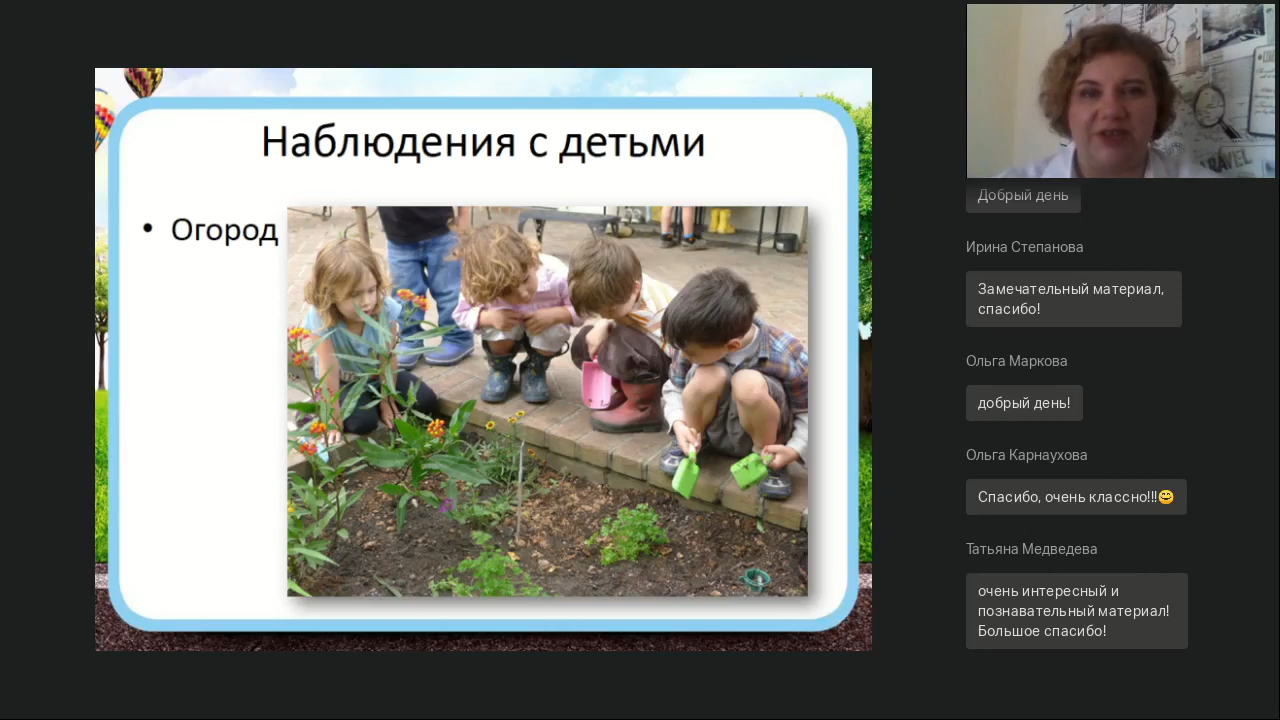 Наблюдения с детьми
• Огород
TRAVEL
Добрый день
Ирина Степанова
Замечательный материал,
спасибо!
Ольга Маркова
добрый день!
Ольга Карнаухова
Спасибо, очень классно!!!😊
Татьяна Медведева
очень интересный и
познавательный материал!
Большое спасибо!